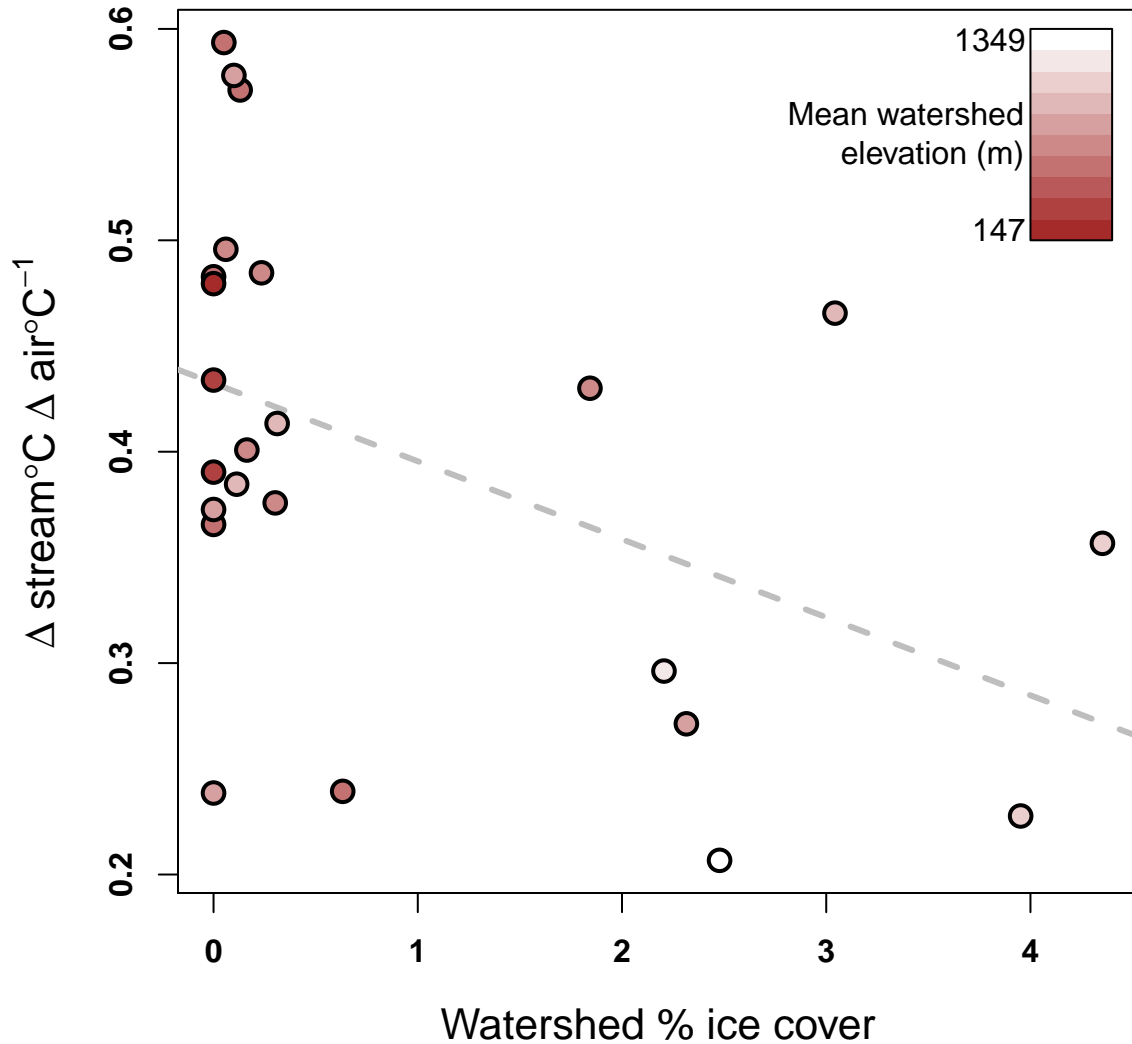 0.6
0.5
0.4
0.3
0.2
Δ stream°C Δ air°C⁻¹
1349
Mean watershed
elevation (m)
147
0 1 2 3 4
Watershed % ice cover